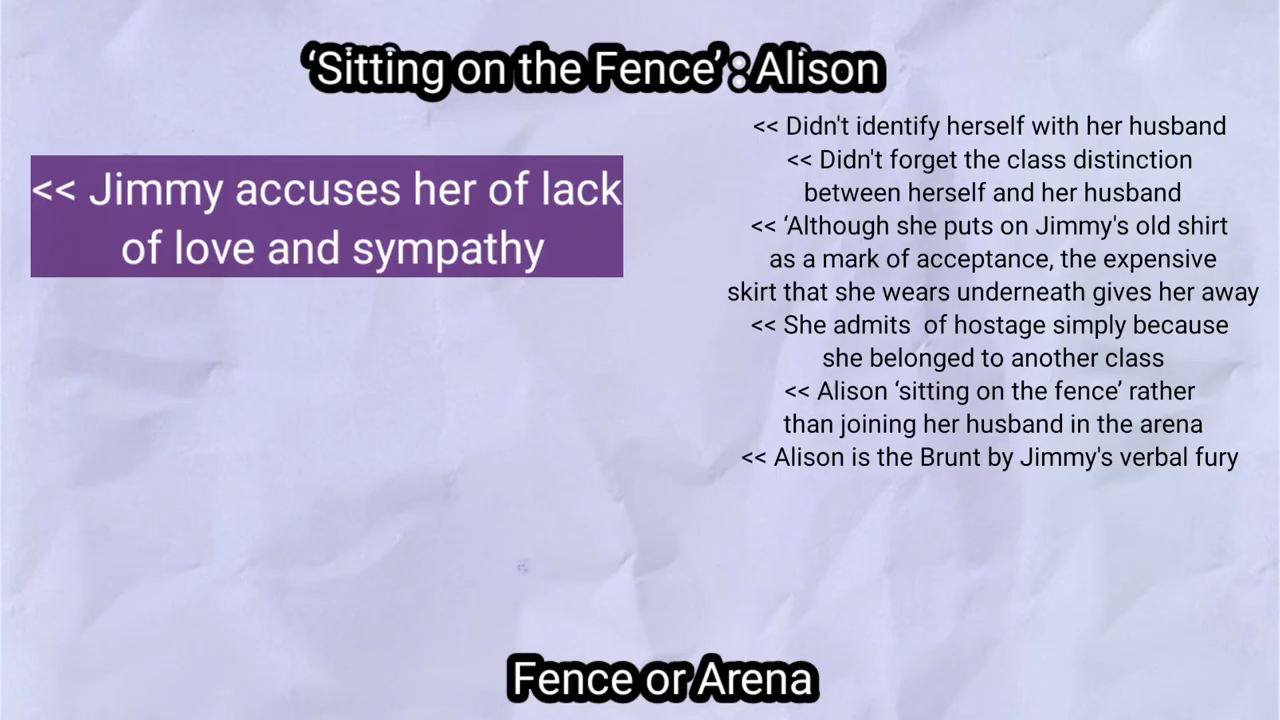 ‘Sitting on the Fence’ : Alison
<< Jimmy accuses her of lack
of love and sympathy
<< Didn't identify herself with her husband
<< Didn't forget the class distinction
between herself and her husband
<< ‘Although she puts on Jimmy's old shirt
as a mark of acceptance, the expensive
skirt that she wears underneath gives her away
<< She admits  of hostage simply because
she belonged to another class
<< Alison ‘sitting on the fence’ rather
than joining her husband in the arena
<< Alison is the Brunt by Jimmy's verbal fury
Fence or Arena